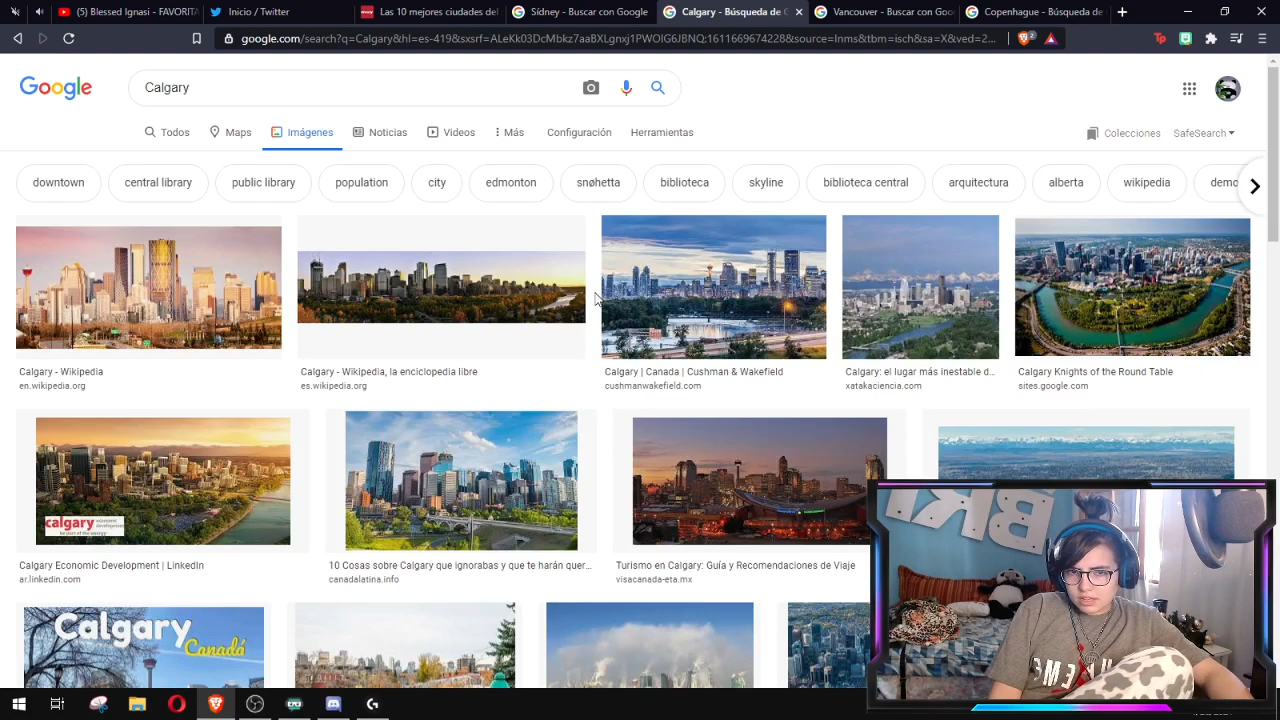 (5) Blessed Ignasi - FAVORITA
Inicio / Twitter
Las 10 mejores ciudades del
Sídney - Buscar con Google
Calgary - Búsqueda de G
Vancouver - Buscar con Goo
Copenhague - Búsqueda de
google.com/search?q=Calgary&hl=es-419&sxsrf=ALeKk03DcMbkz7aaBXLgnxj1PWOIG6JBNQ:1611669674228&source=lnms&tbm=isch&sa=X&ved=2...
2
Google
Calgary
Todos
Maps
Imágenes
Noticias
Videos
Más
Configuración
Herramientas
Colecciones
SafeSearch
downtown
central library
public library
population
city
edmonton
snøhetta
biblioteca
skyline
biblioteca central
arquitectura
alberta
wikipedia
demo
Calgary - Wikipedia
en.wikipedia.org
Calgary - Wikipedia, la enciclopedia libre
es.wikipedia.org
Calgary | Canada | Cushman & Wakefield
cushmanwakefield.com
Calgary: el lugar más inestable d...
xatakaciencia.com
Calgary Knights of the Round Table
sites.google.com
calgary
Calgary Economic Development | LinkedIn
ar.linkedin.com
10 Cosas sobre Calgary que ignorabas y que te harán quer...
canadalatina.info
Turismo en Calgary: Guía y Recomendaciones de Viaje
visacanada-eta.mx
Calgary
Canadá